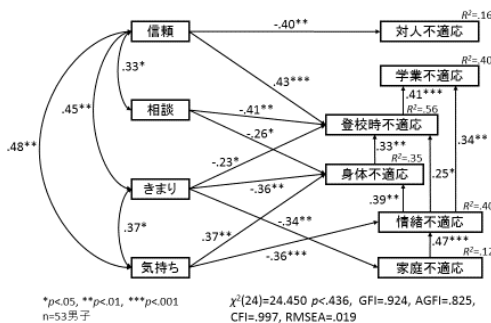 R²=.16
信頼
-.40**
対人不適応
R²=.40
.33*
.43***
学業不適応
.45**
.41***
相談
-.41**
R²=.56
登校時不適応
.48**
-.26*
.34**
.33**
R²=.35
-.23*
身体不適応
.25*
きまり
-.36**
.39**
R²=.40
-.34**
情緒不適応
.37*
.37**
.47***
R²=.12
気持ち
-.36***
家庭不適応
*p<.05, **p<.01, ***p<.001
n=53男子
χ²(24)=24.450 p<.436, GFI=.924, AGFI=.825,
CFI=.997, RMSEA=.019